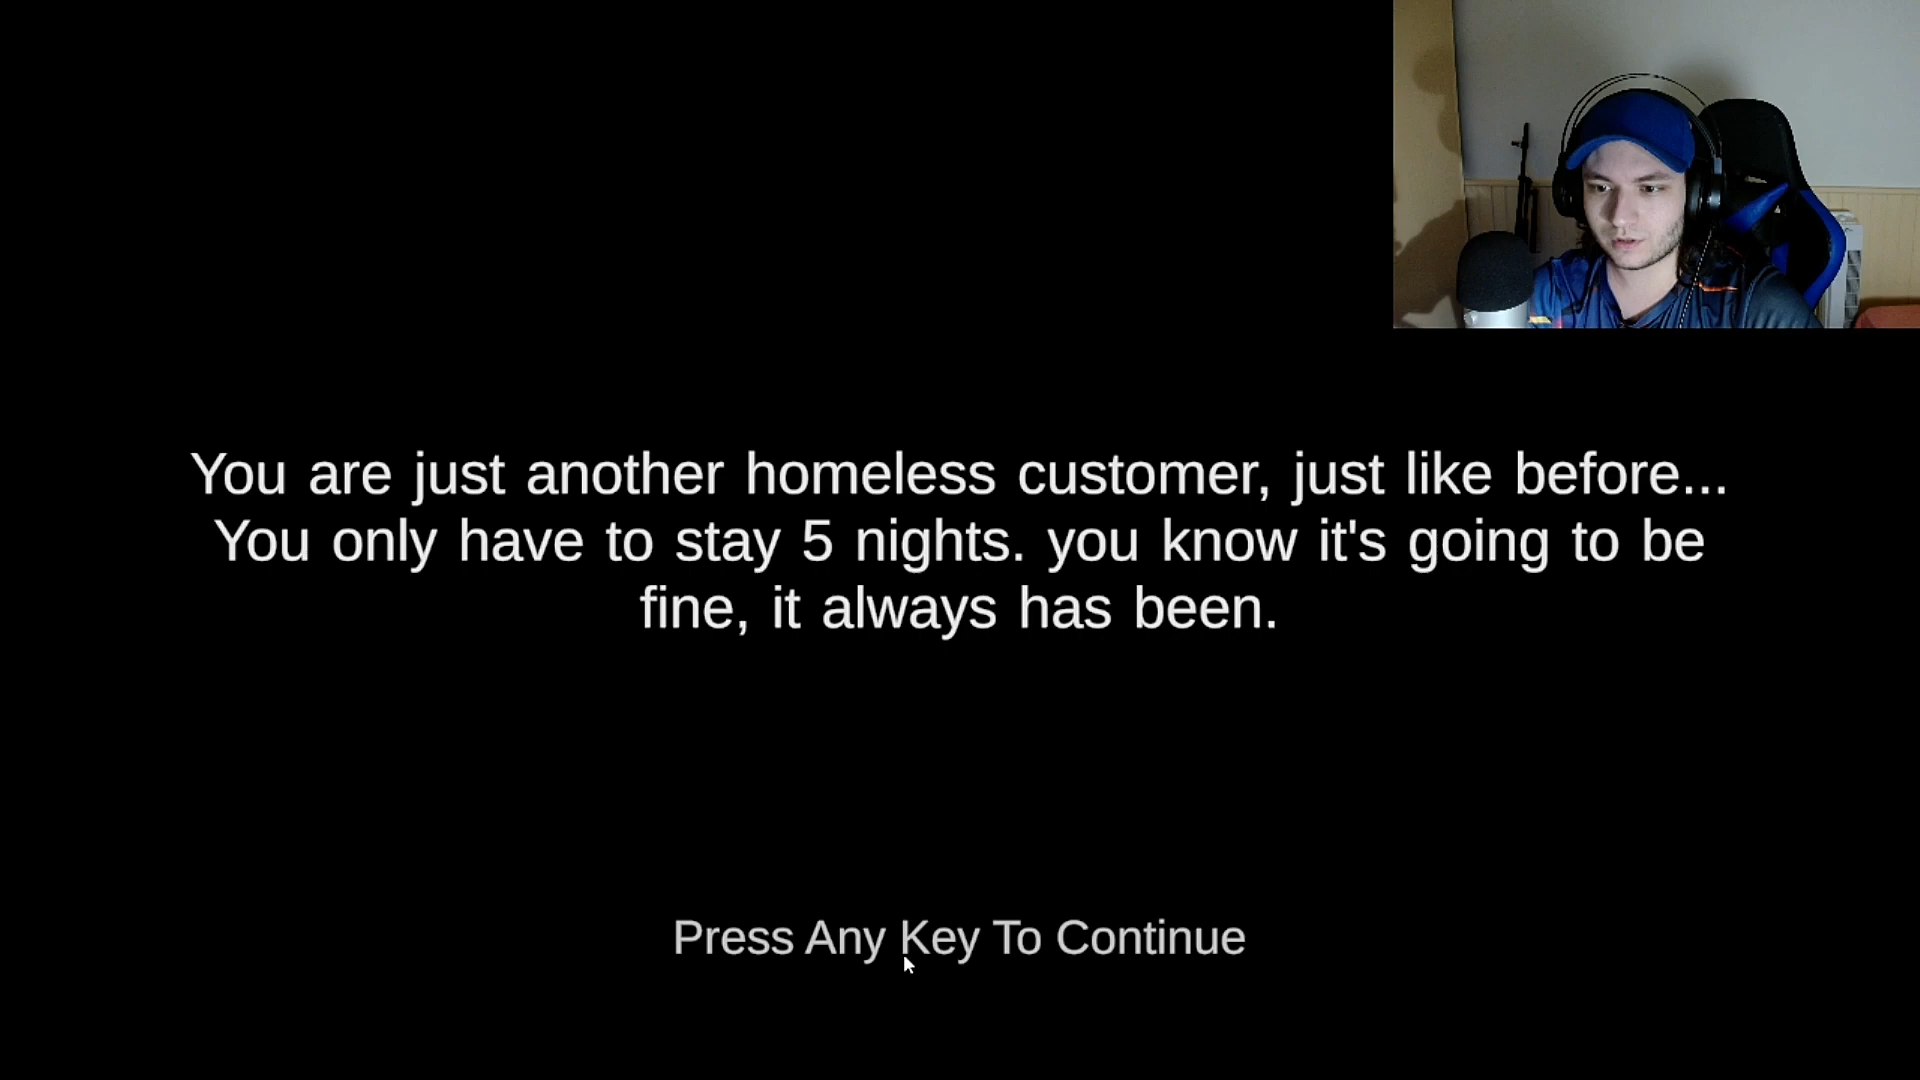 You are just another homeless customer, just like before...
You only have to stay 5 nights. you know it's going to be
fine, it always has been.
Press Any Key To Continue